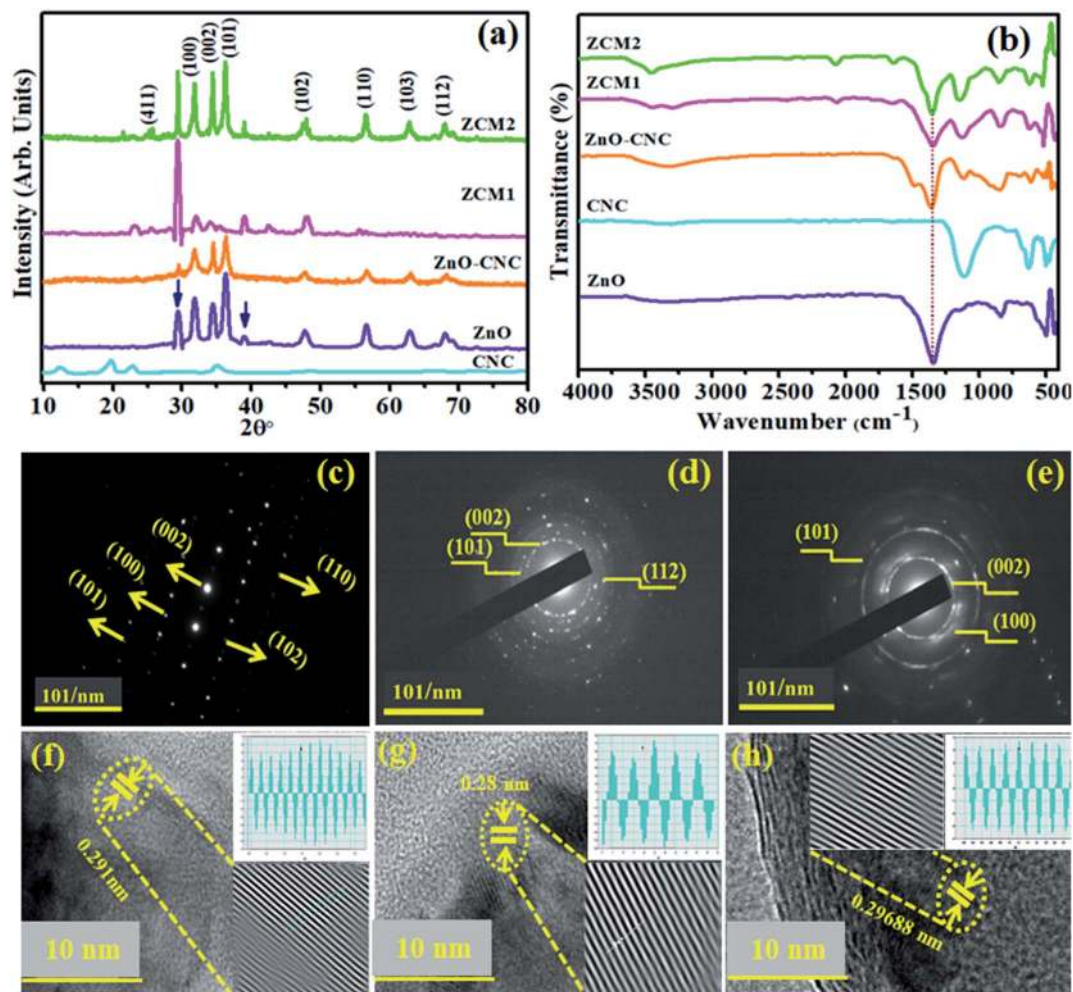 (a)
(411)
(100)
(002)
(101)
(102)
(110)
(103)
(112)
ZCM2
ZCM1
ZnO-CNC
ZnO
CNC
Intensity (Arb. Units)
10 20 30 40 50 60 70 80
2θ°
(b)
ZCM2
ZCM1
ZnO-CNC
CNC
ZnO
Transmittance (%)
4000 3500 3000 2500 2000 1500 1000 500
Wavenumber (cm⁻¹)
(c)
(002)
(100)
(101)
(110)
(102)
101/nm
(d)
(002)
(101)
(112)
101/nm
(e)
(101)
(002)
(100)
101/nm
(f)
0.291nm
10 nm
(g)
0.28 nm
10 nm
(h)
0.29688 nm
10 nm